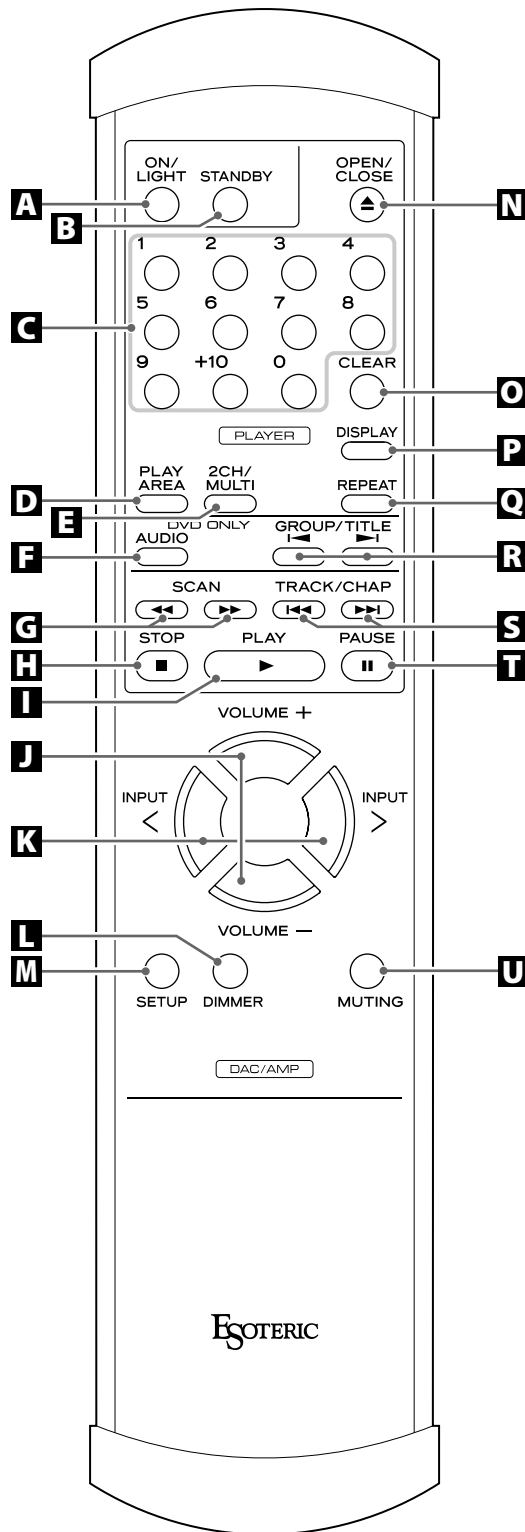 ON/ LIGHT STANDBY OPEN/ CLOSE
A B N
1 2 3 4
5 6 7 8
C
9 +10 0 CLEAR
O
PLAYER DISPLAY
P
PLAY AREA 2CH/ MULTI REPEAT
D E Q
DVD ONLY
AUDIO GROUP/TITLE
F R
SCAN TRACK/CHAP
G S
STOP PLAY PAUSE
H T
I
VOLUME +
J
INPUT INPUT
< >
K
VOLUME −
L
M U
SETUP DIMMER MUTING
DAC/AMP
ESOTERIC